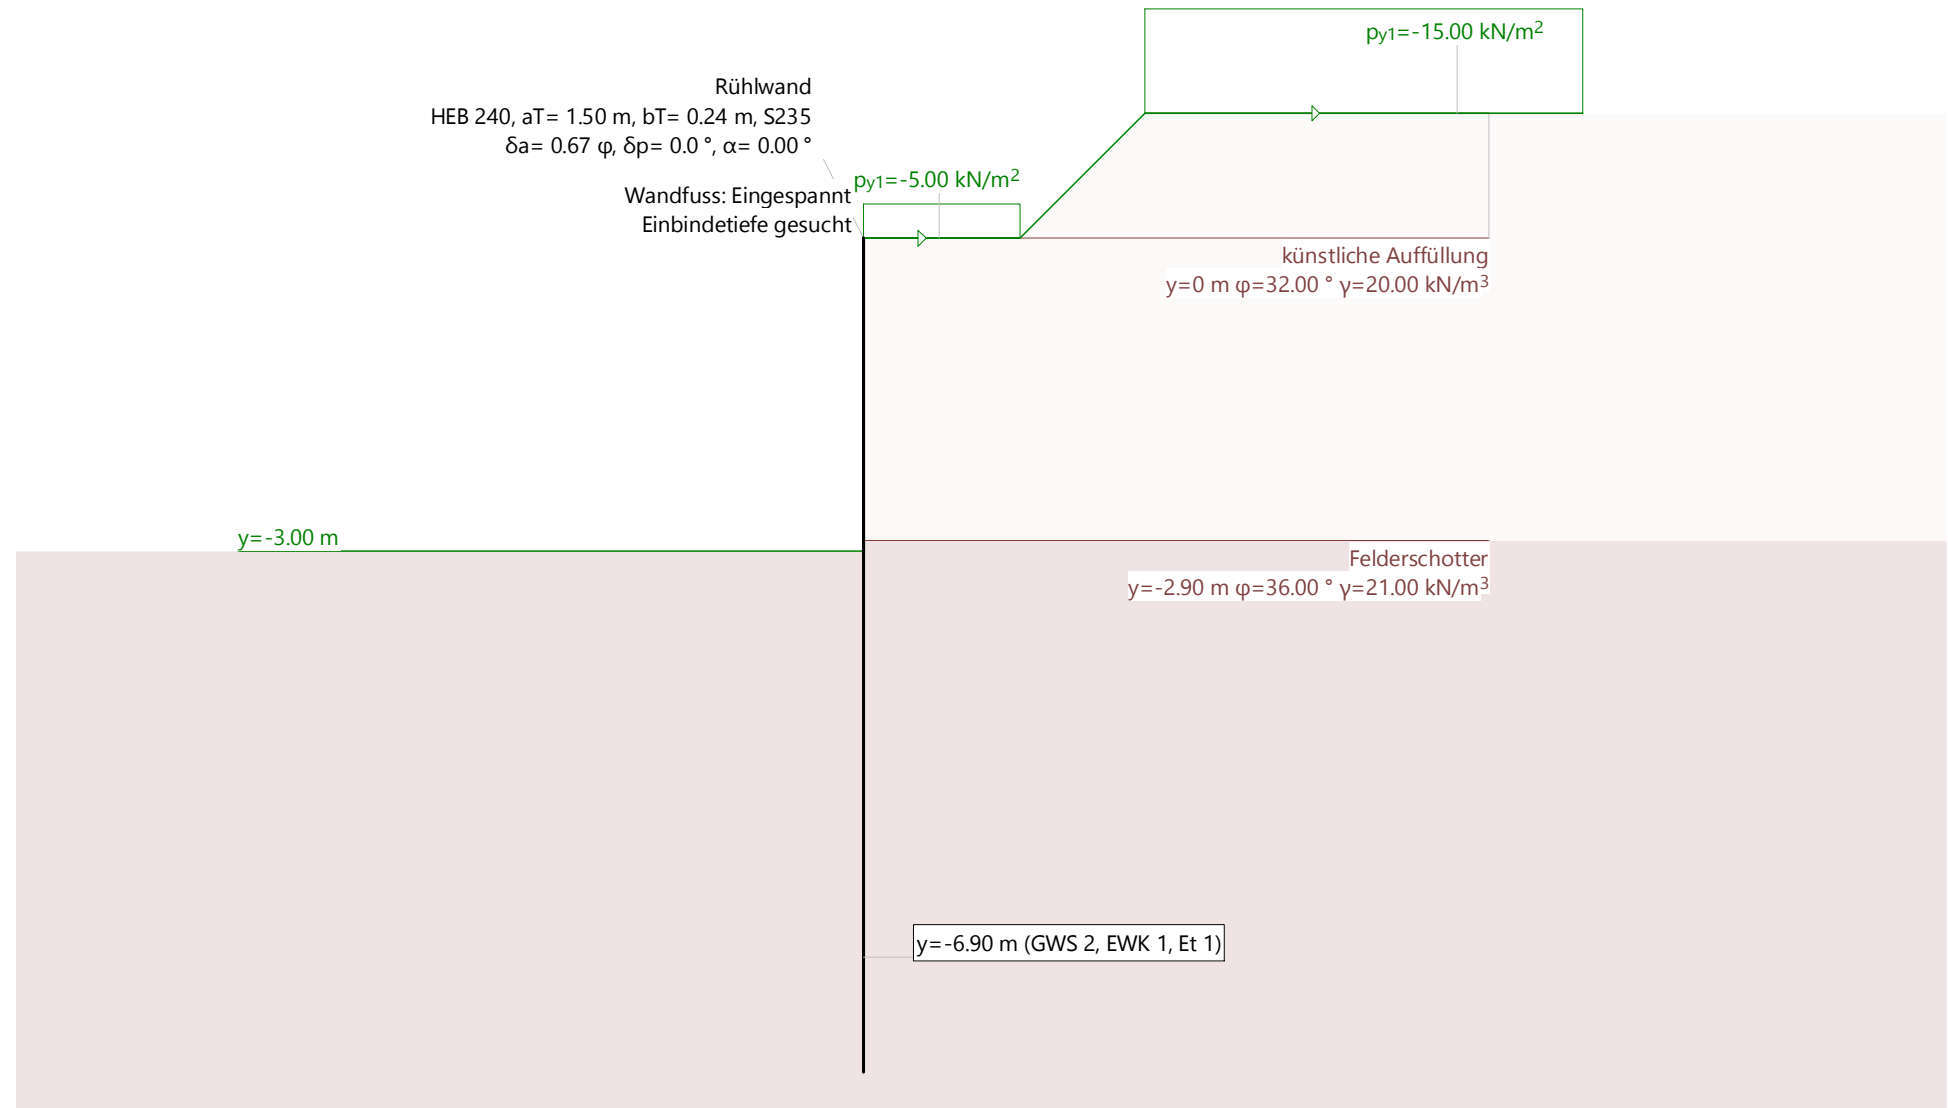 py1=-15.00 kN/m²
Rühlwand
HEB 240, aT= 1.50 m, bT= 0.24 m, S235
δa= 0.67 φ, δp= 0.0 °, α= 0.00 °
py1=-5.00 kN/m²
Wandfuss: Eingespannt
Einbindetiefe gesucht
künstliche Auffüllung
y=0 m φ=32.00 ° γ=20.00 kN/m³
y=-3.00 m
Felderschotter
y=-2.90 m φ=36.00 ° γ=21.00 kN/m³
y=-6.90 m (GWS 2, EWK 1, Et 1)